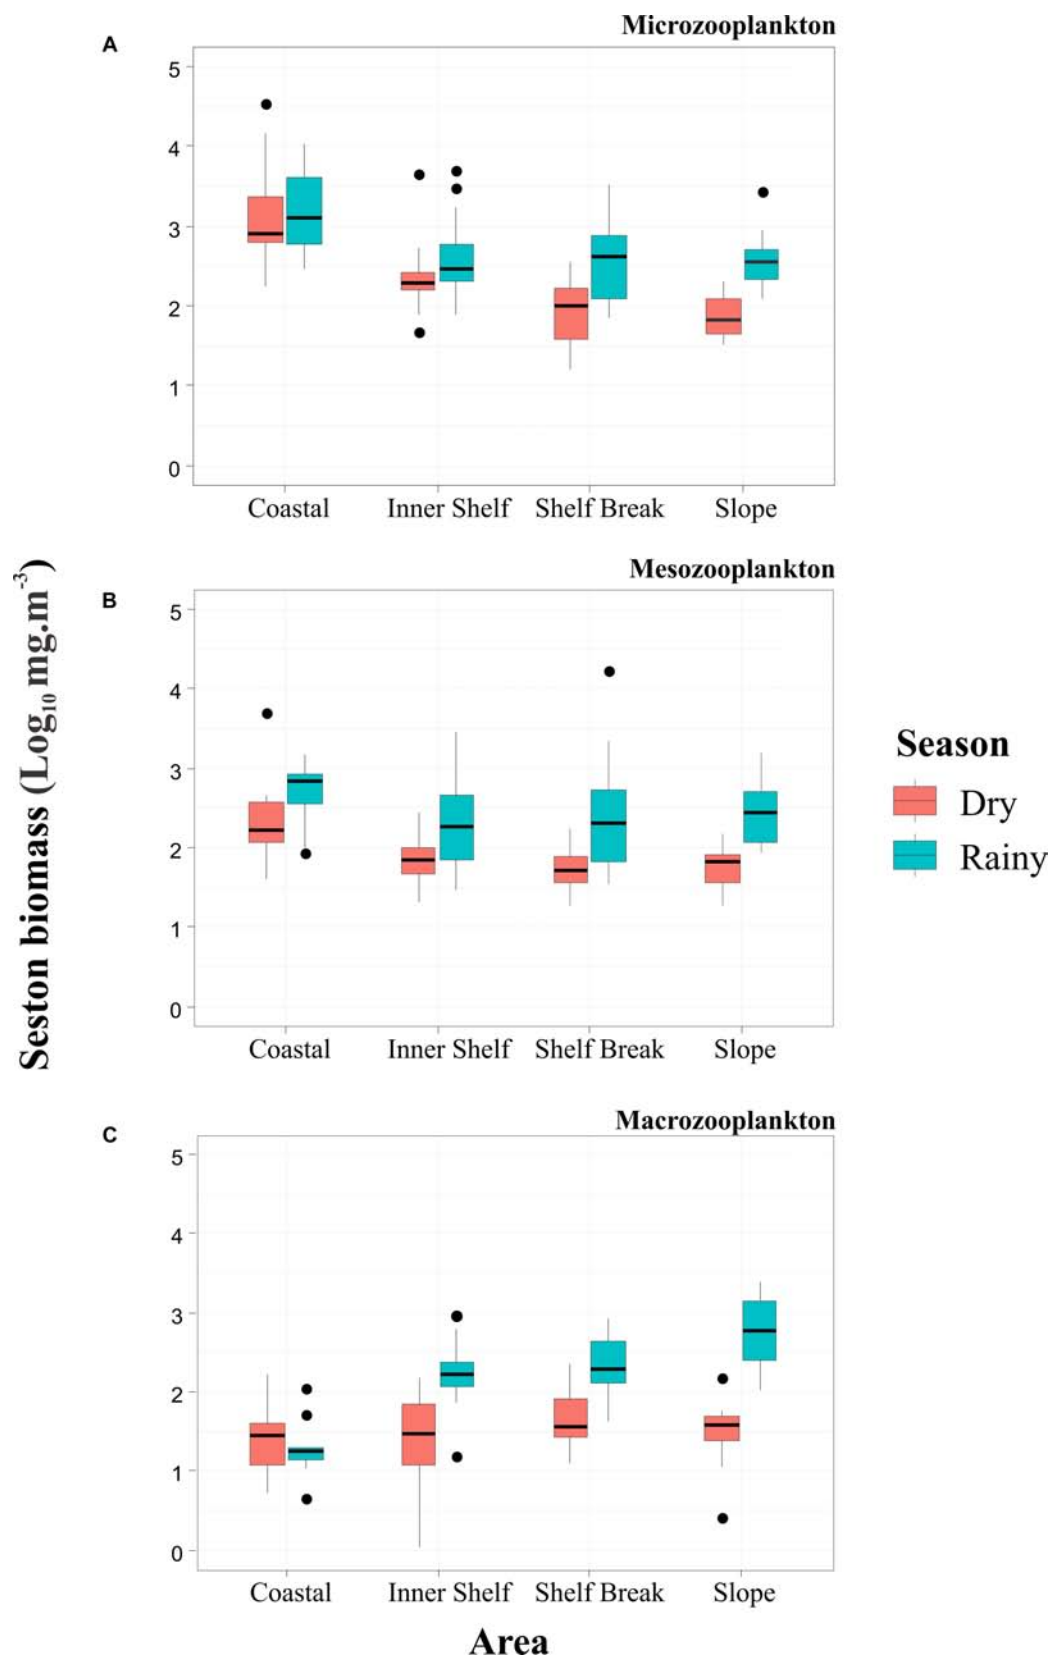 Microzooplankton
A
5
4
3
2
1
0
Coastal Inner Shelf Shelf Break Slope
Mesozooplankton
B
5
4
3
2
1
0
Coastal Inner Shelf Shelf Break Slope
Macrozooplankton
C
5
4
3
2
1
0
Coastal Inner Shelf Shelf Break Slope
Area
Seston biomass (Log₁₀ mg.m⁻³)
Season
Dry
Rainy